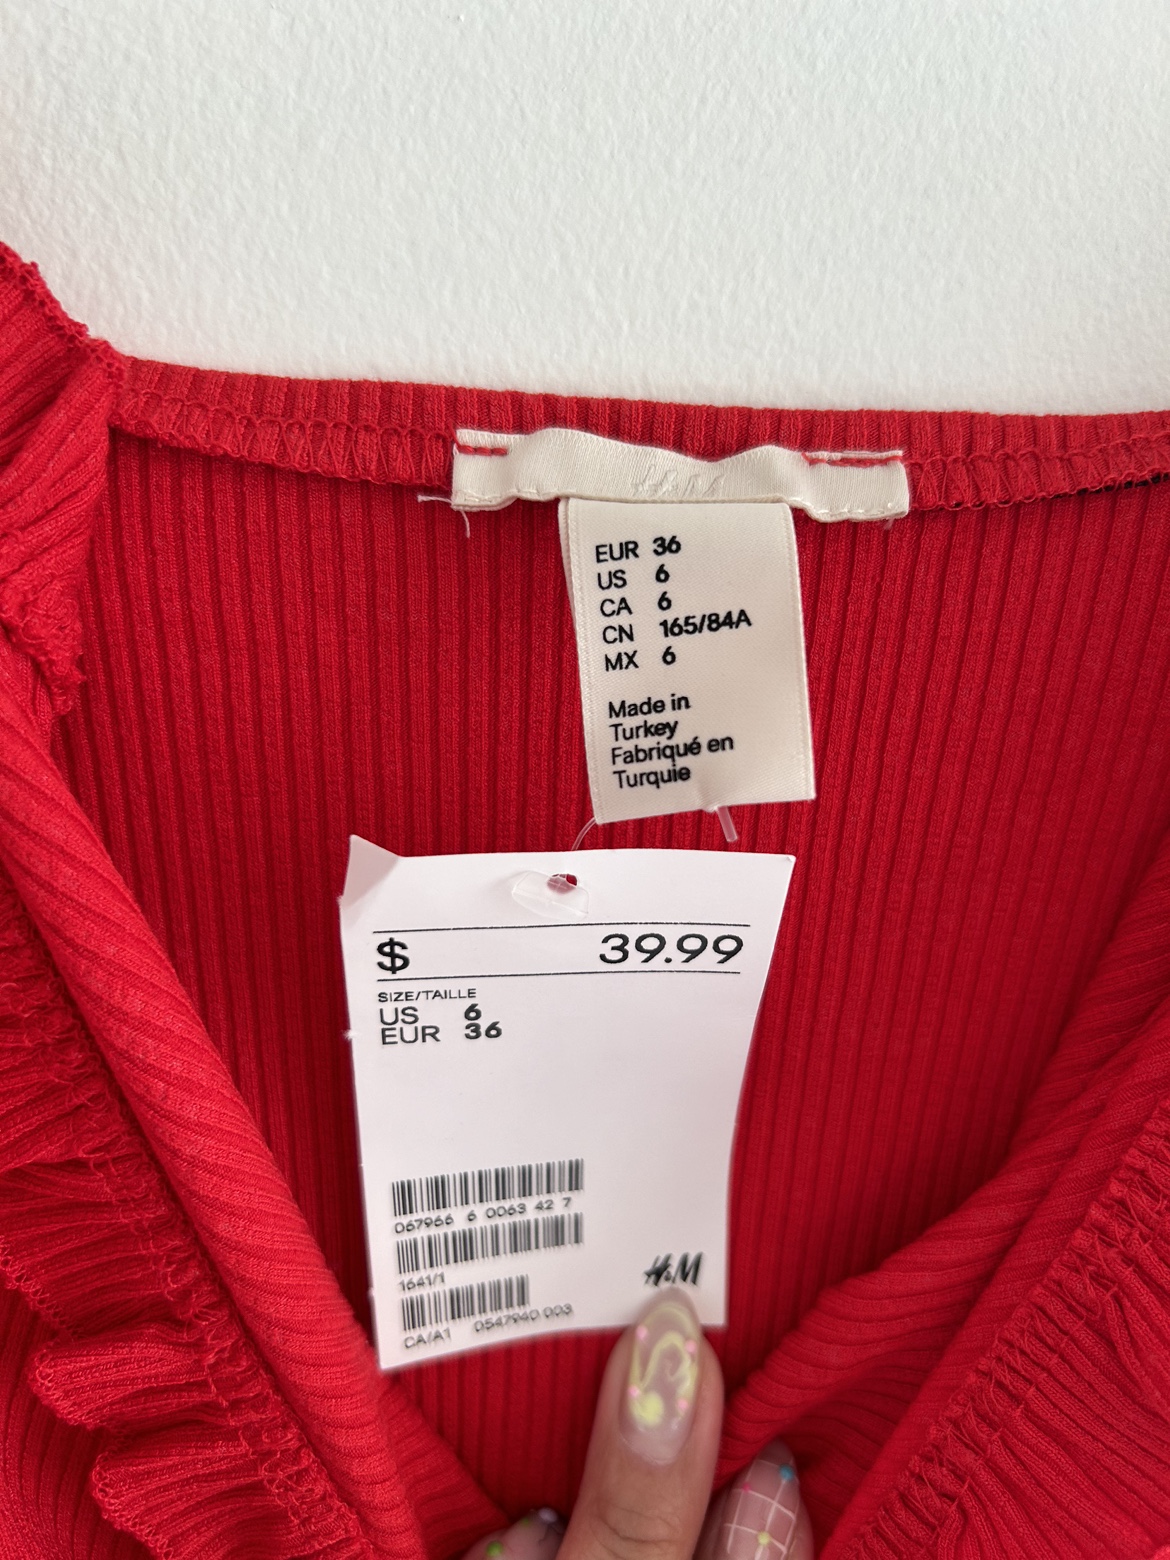 H&M
EUR 36
US 6
CA 6
CN 165/84A
MX 6
Made in
Turkey
Fabriqué en
Turquie
$ 39.99
SIZE/TAILLE
US 6
EUR 36
067966 6 0063 42 7
1641/1
H&M
CA/A1 0547940 003